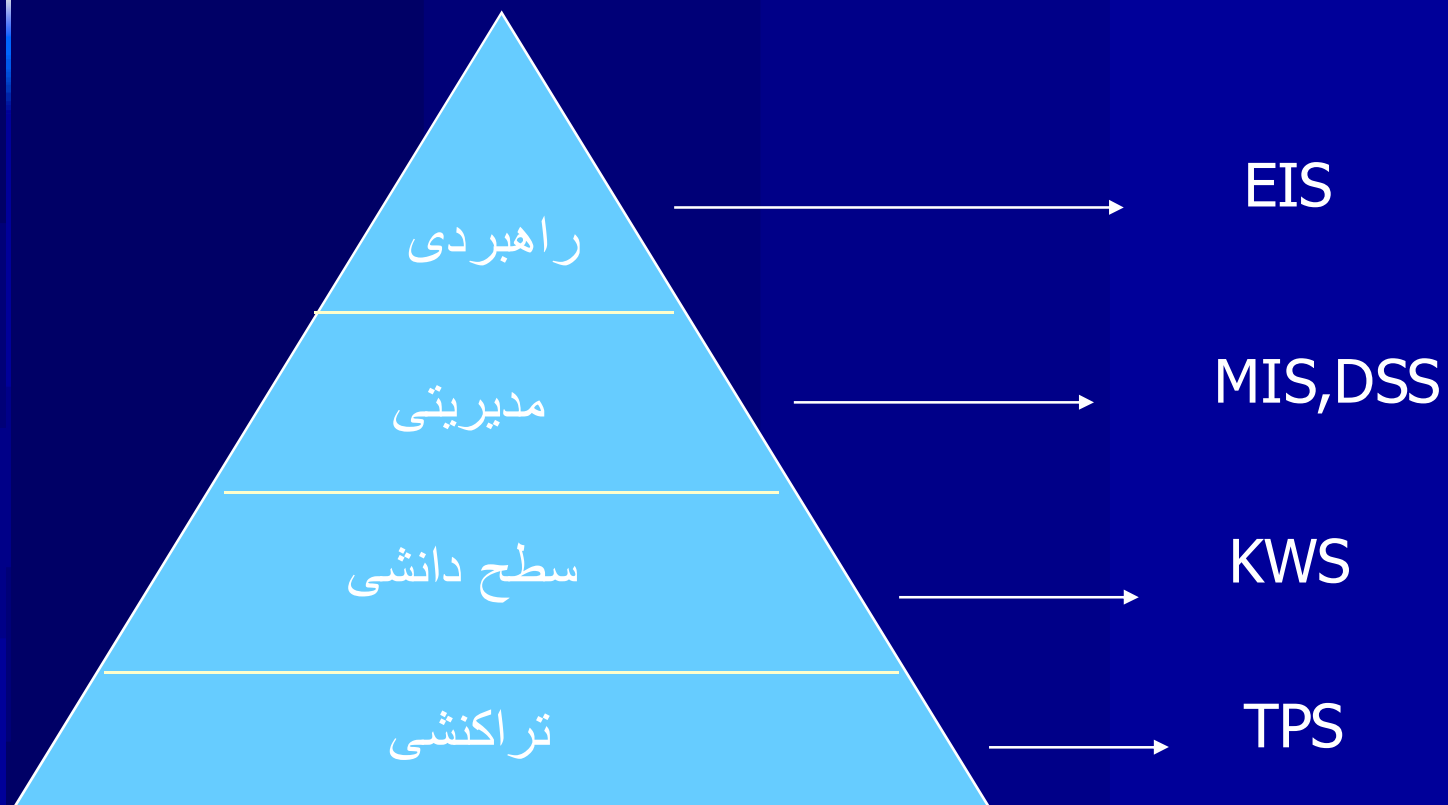 راهبردی
EIS
مدیریتی
MIS,DSS
سطح دانشی
KWS
تراکنشی
TPS